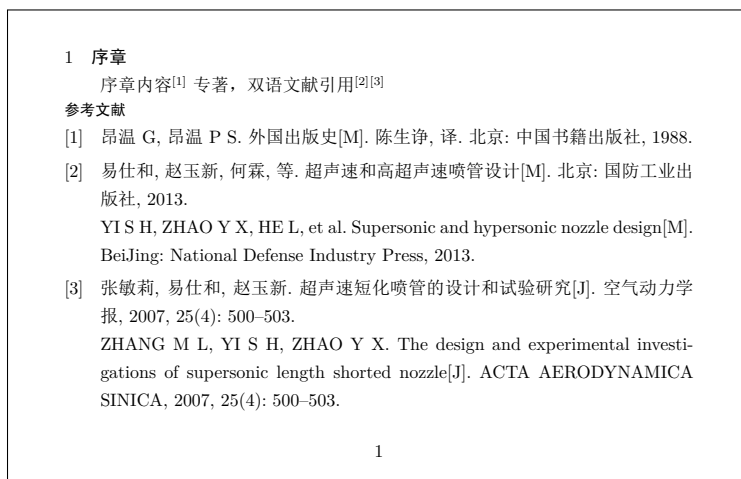 1 序章
序章内容[1] 专著，双语文献引用[2][3]
参考文献
[1] 昂温 G, 昂温 P S. 外国出版史[M]. 陈生诤, 译. 北京: 中国书籍出版社, 1988.
[2] 易仕和, 赵玉新, 何霖, 等. 超声速和高超声速喷管设计[M]. 北京: 国防工业出
版社, 2013.
YI S H, ZHAO Y X, HE L, et al. Supersonic and hypersonic nozzle design[M].
BeiJing: National Defense Industry Press, 2013.
[3] 张敏莉, 易仕和, 赵玉新. 超声速短化喷管的设计和试验研究[J]. 空气动力学
报, 2007, 25(4): 500–503.
ZHANG M L, YI S H, ZHAO Y X. The design and experimental investi-
gations of supersonic length shorted nozzle[J]. ACTA AERODYNAMICA
SINICA, 2007, 25(4): 500–503.
1